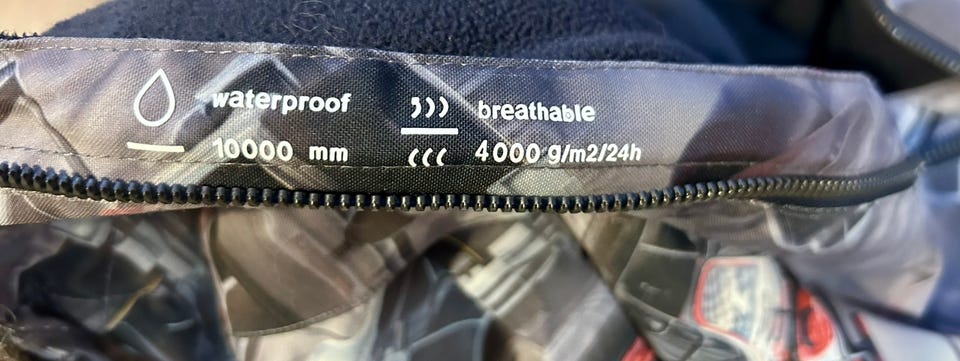 waterproof
10000 mm
breathable
4000 g/m2/24h